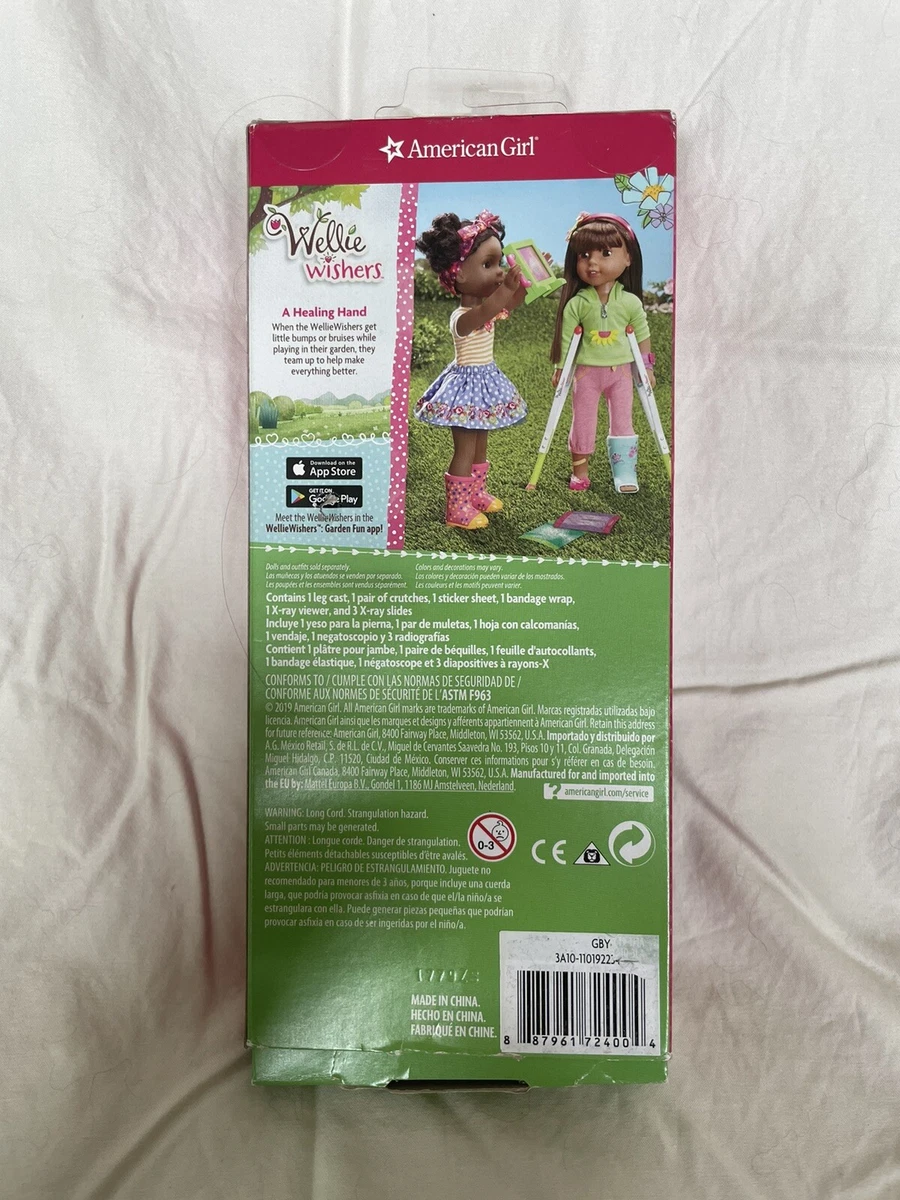 American Girl®
Wellie
wishers™
A Healing Hand
When the WellieWishers get
little bumps or bruises while
playing in their garden, they
team up to help make
everything better.
Download on the
App Store
GET IT ON
Google Play
Meet the WellieWishers in the
WellieWishers™: Garden Fun app!
Dolls and outfits sold separately.
Las muñecas y los atuendos se venden por separado.
Les poupées et les ensembles sont vendus séparément.
Colors and decorations may vary.
Los colores y decoración pueden variar de los mostrados.
Les couleurs et les motifs peuvent varier.
Contains 1 leg cast, 1 pair of crutches, 1 sticker sheet, 1 bandage wrap,
1 X-ray viewer, and 3 X-ray slides
Incluye 1 yeso para la pierna, 1 par de muletas, 1 hoja con calcomanías,
1 vendaje, 1 negatoscopio y 3 radiografías
Contient 1 plâtre pour jambe, 1 paire de béquilles, 1 feuille d'autocollants,
1 bandage élastique, 1 négatoscope et 3 diapositives à rayons-X
CONFORMS TO / CUMPLE CON LAS NORMAS DE SEGURIDAD DE /
CONFORME AUX NORMES DE SÉCURITÉ DE L'ASTM F963
© 2019 American Girl. All American Girl marks are trademarks of American Girl. Marcas registradas utilizadas bajo
licencia. American Girl ainsi que les marques et designs y afférents appartiennent à American Girl. Retain this address
for future reference: American Girl, 8400 Fairway Place, Middleton, WI 53562, U.S.A. Importado y distribuido por
A.G. México Retail, S. de R.L. de C.V., Miguel de Cervantes Saavedra No. 193, Pisos 10 y 11, Col. Granada, Delegación
Miguel Hidalgo, C.P. 11520, Ciudad de México. Conserver ces informations pour s'y référer en cas de besoin.
American Girl Canada, 8400 Fairway Place, Middleton, WI 53562, U.S.A. Manufactured for and imported into
the EU by: Mattel Europa B.V., Gondel 1, 1186 MJ Amstelveen, Nederland.
? americangirl.com/service
WARNING: Long Cord. Strangulation hazard.
Small parts may be generated.
ATTENTION : Longue corde. Danger de strangulation.
Petits éléments détachables susceptibles d'être avalés.
ADVERTENCIA: PELIGRO DE ESTRANGULAMIENTO. Juguete no
recomendado para menores de 3 años, porque incluye una cuerda
larga, que podría provocar asfixia en caso de que el/la niño/a se
estrangulara con ella. Puede generar piezas pequeñas que podrían
provocar asfixia en caso de ser ingeridas por el niño/a.
0-3
CE
GBY
3A10-1101922
MADE IN CHINA.
HECHO EN CHINA.
FABRIQUÉ EN CHINE.
8 87961 72400 4